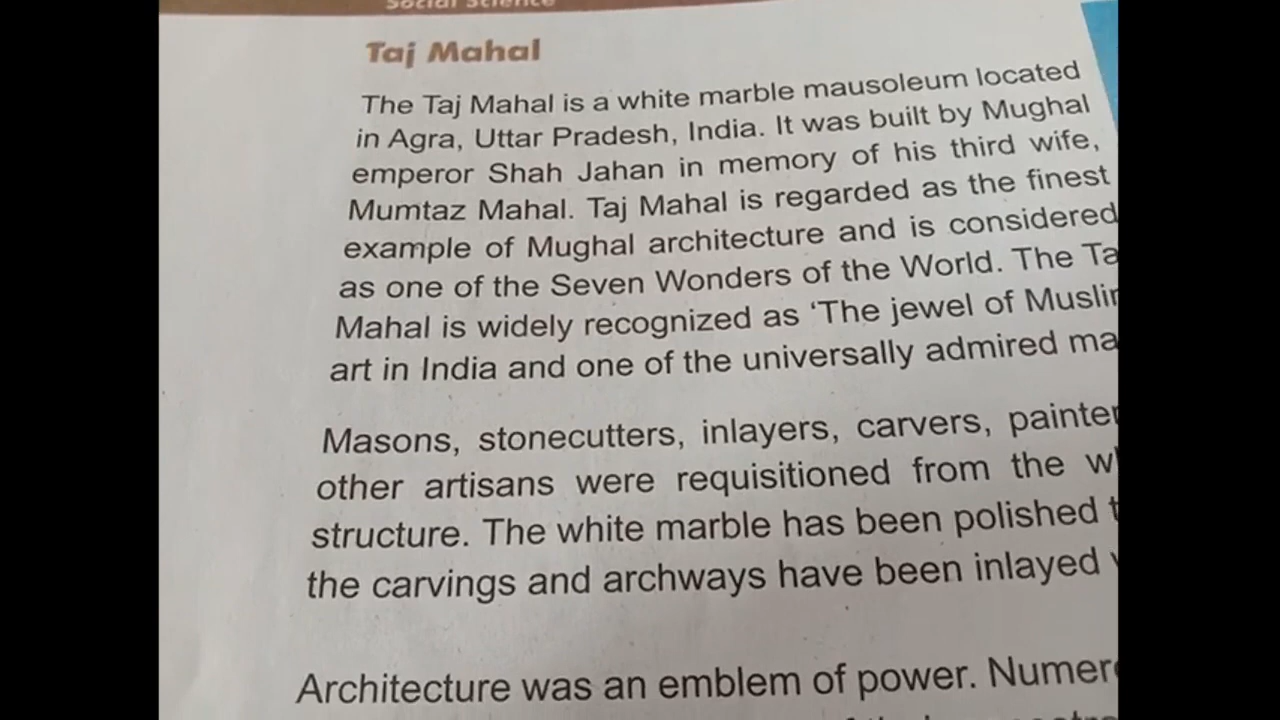 Social Science
Taj Mahal
The Taj Mahal is a white marble mausoleum located
in Agra, Uttar Pradesh, India. It was built by Mughal
emperor Shah Jahan in memory of his third wife,
Mumtaz Mahal. Taj Mahal is regarded as the finest
example of Mughal architecture and is considered
as one of the Seven Wonders of the World. The
Mahal is widely recognized as ‘The jewel of
art in India and one of the universally admired
Masons, stonecutters, inlayers, carvers,
other artisans were requisitioned from the
structure. The white marble has been polished
the carvings and archways have been inlayed
Architecture was an emblem of power.